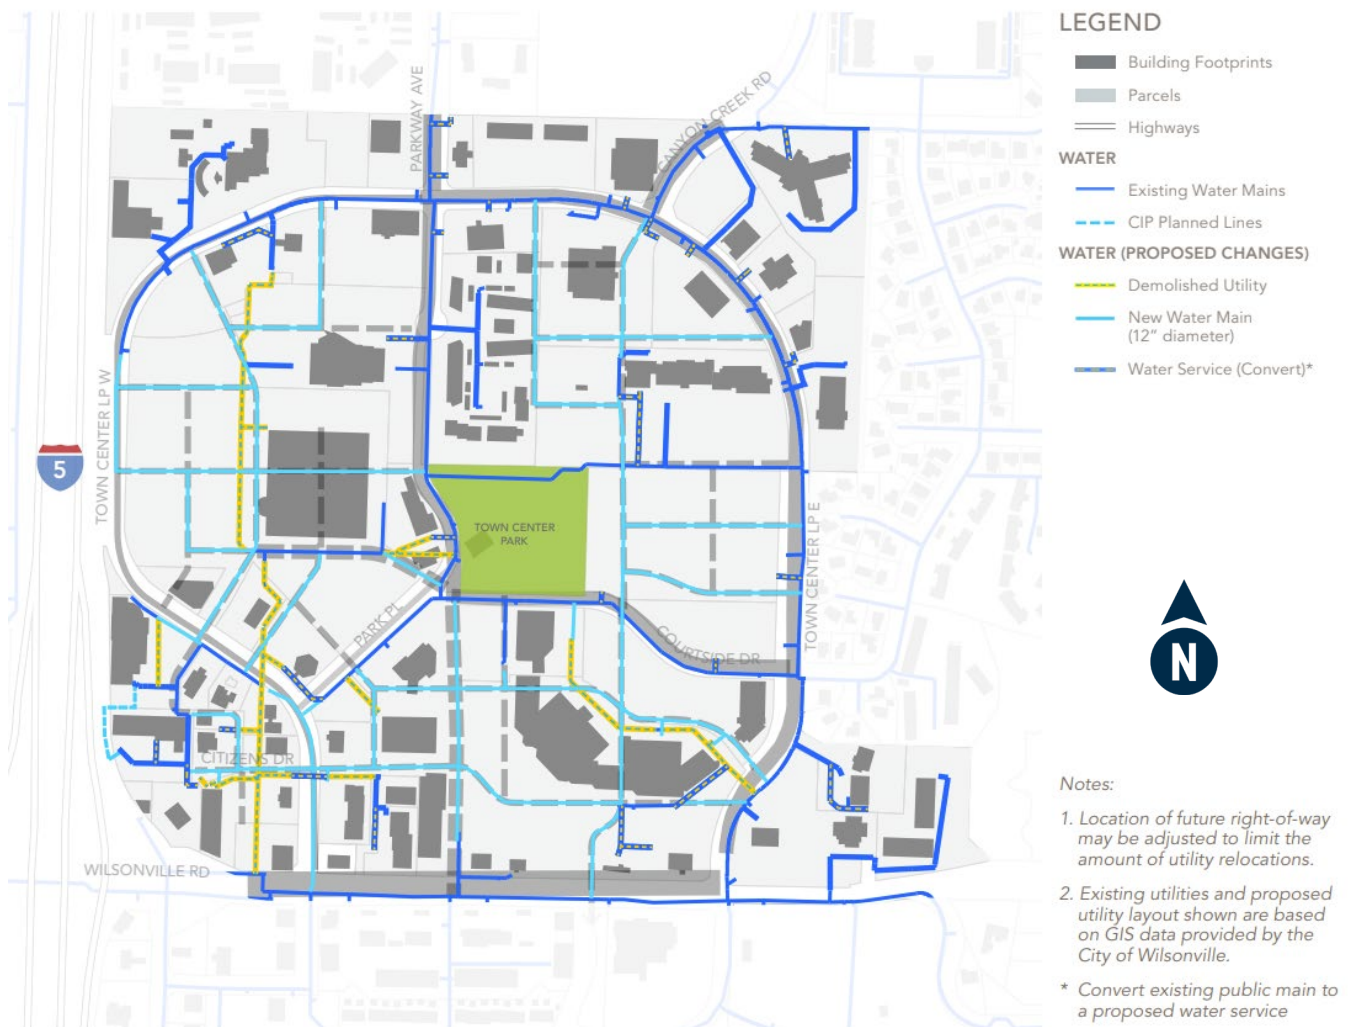 PARKWAY AVE
CANYON CREEK RD
TOWN CENTER LP W
5
TOWN CENTER
PARK
TOWN CENTER LP E
PARK PL
COURTSIDE DR
CITIZENS DR
WILSONVILLE RD
LEGEND
Building Footprints
Parcels
Highways
WATER
Existing Water Mains
CIP Planned Lines
WATER (PROPOSED CHANGES)
Demolished Utility
New Water Main
(12" diameter)
Water Service (Convert)*
N
Notes:
1. Location of future right-of-way
may be adjusted to limit the
amount of utility relocations.
2. Existing utilities and proposed
utility layout shown are based
on GIS data provided by the
City of Wilsonville.
* Convert existing public main to
a proposed water service